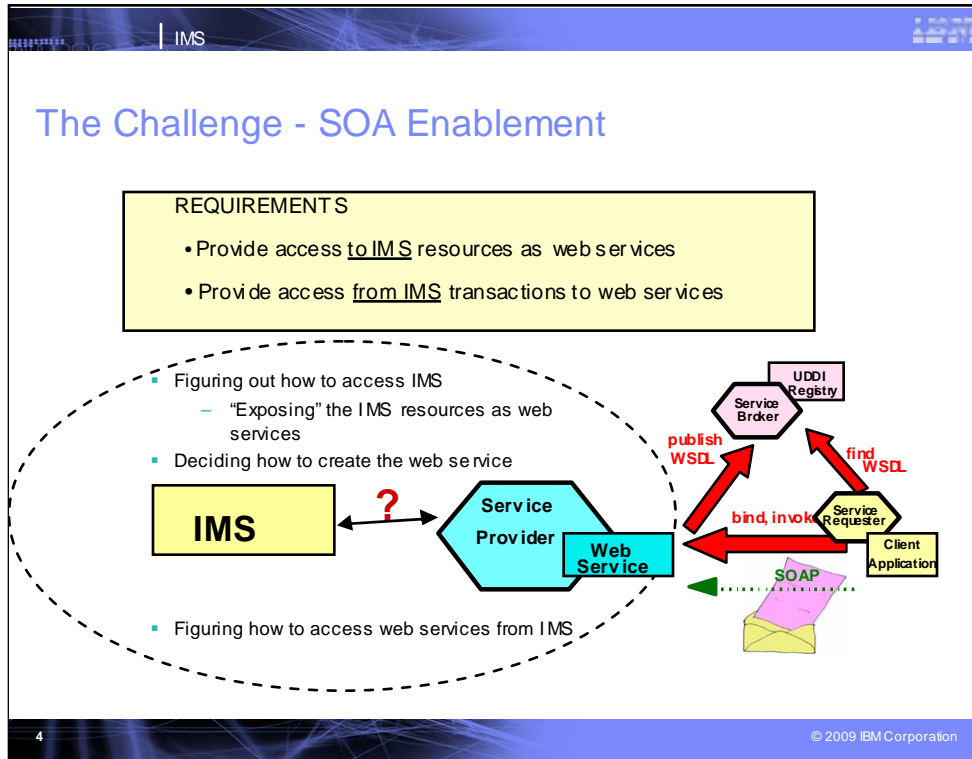 IMS
IBM
The Challenge - SOA Enablement
REQUIREMENTS
• Provide access to IMS resources as web services
• Provide access from IMS transactions to web services
▪ Figuring out how to access IMS
– “Exposing” the IMS resources as web
services
▪ Deciding how to create the web service
IMS
?
Service
Provider
Web
Service
▪ Figuring how to access web services from IMS
UDDI
Registry
Service
Broker
publish
WSDL
find
WSDL
bind, invoke
Service
Requester
Client
Application
SOAP
4
© 2009 IBM Corporation